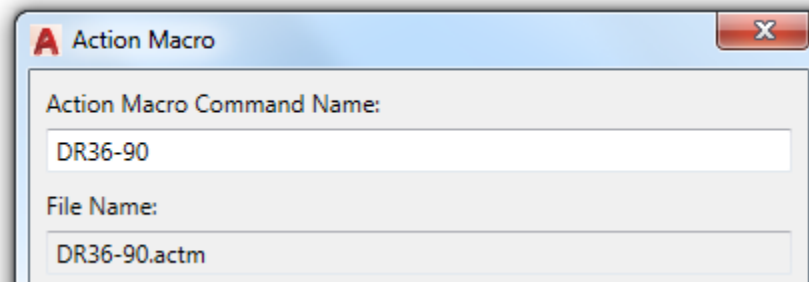 Action Macro
Action Macro Command Name:
DR36-90
File Name:
DR36-90.actm